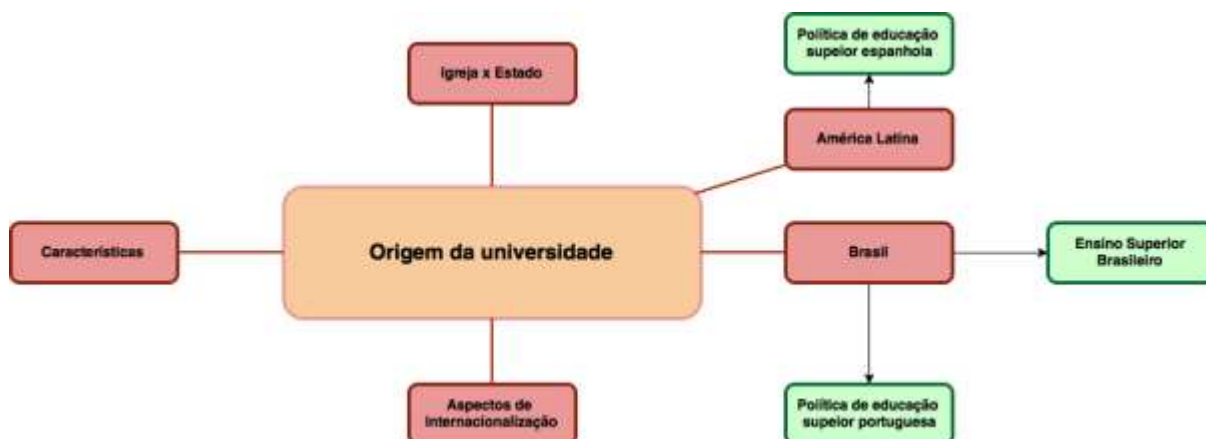 Política de educação
supeior espanhola
Igreja x Estado
América Latina
Características
Origem da universidade
Brasil
Ensino Superior
Brasileiro
Aspectos de
Internacionalização
Política de educação
supeior portuguesa